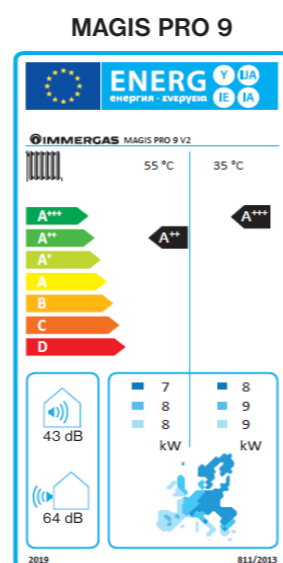 MAGIS PRO 9
ENERG Y UA
енергия · ενεργεια IE IA
IMMERGAS MAGIS PRO 9 V2
55 °C 35 °C
A+++ A+++
A++ A++
A+
A
B
C
D
7 8
8 9
8 9
kW kW
43 dB
64 dB
2019 811/2013